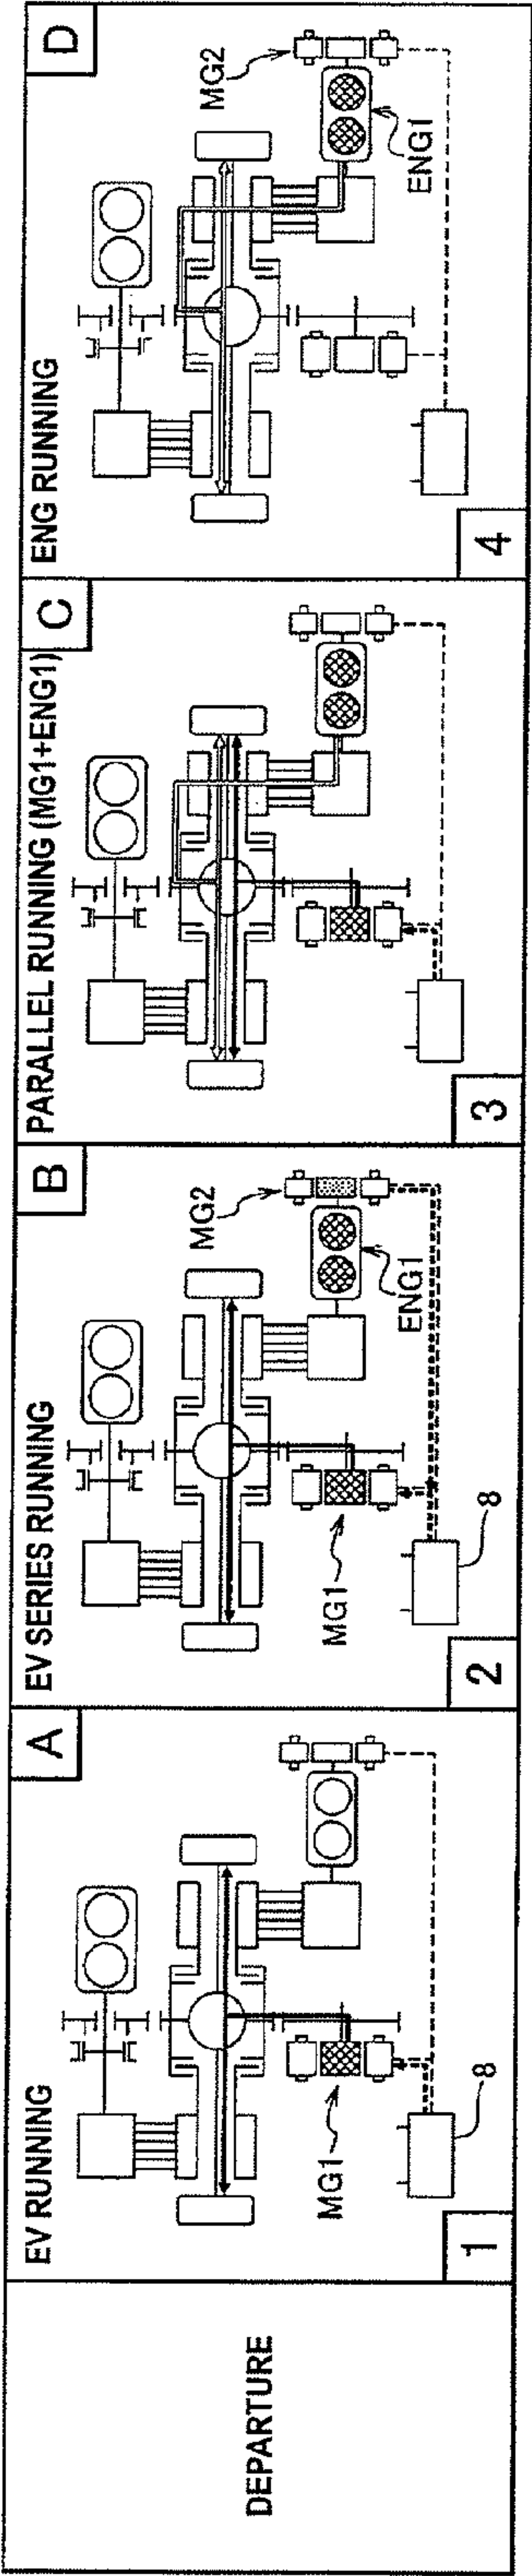 DEPARTURE
EV RUNNING
A
MG1
8
1
EV SERIES RUNNING
B
MG2
ENG1
MG1
8
2
PARALLEL RUNNING (MG1+ENG1)
C
3
ENG RUNNING
D
MG2
ENG1
4